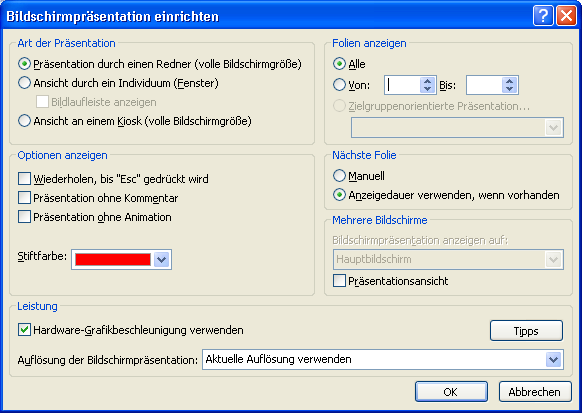 Bildschirmpräsentation einrichten
Art der Präsentation
Präsentation durch einen Redner (volle Bildschirmgröße)
Ansicht durch ein Individuum (Fenster)
Bildlaufleiste anzeigen
Ansicht an einem Kiosk (volle Bildschirmgröße)
Folien anzeigen
Alle
Von: Bis:
Zielgruppenorientierte Präsentation...
Optionen anzeigen
Wiederholen, bis "Esc" gedrückt wird
Präsentation ohne Kommentar
Präsentation ohne Animation
Stiftfarbe:
Nächste Folie
Manuell
Anzeigedauer verwenden, wenn vorhanden
Mehrere Bildschirme
Bildschirmpräsentation anzeigen auf:
Hauptbildschirm
Präsentationsansicht
Leistung
Hardware-Grafikbeschleunigung verwenden
Tipps
Auflösung der Bildschirmpräsentation: Aktuelle Auflösung verwenden
OK Abbrechen